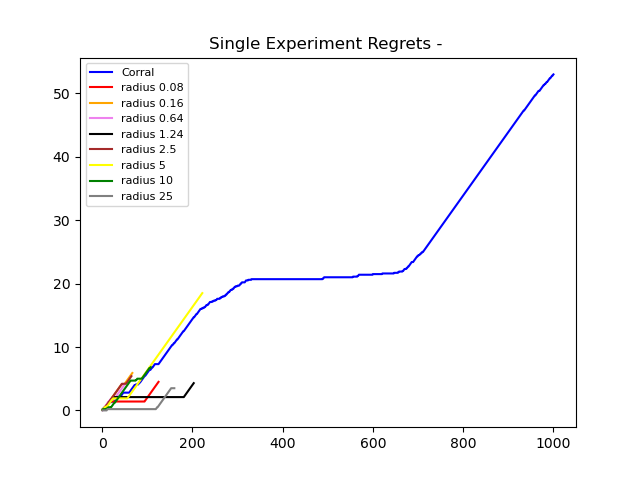 Single Experiment Regrets -
Corral
radius 0.08
radius 0.16
radius 0.64
radius 1.24
radius 2.5
radius 5
radius 10
radius 25
50
40
30
20
10
0
0 200 400 600 800 1000